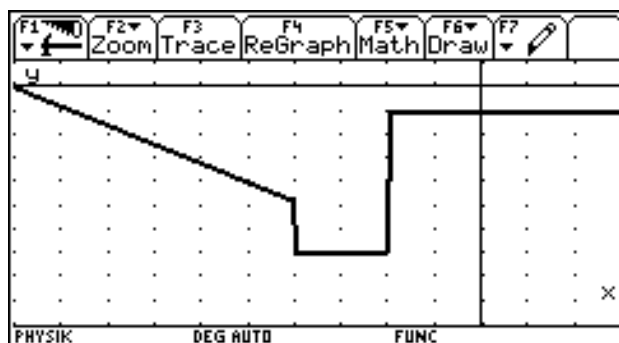 F1 F2 F3 F4 F5 F6 F7
Zoom Trace ReGraph Math Draw
y
x
PHYSIK DEG AUTO FUNC